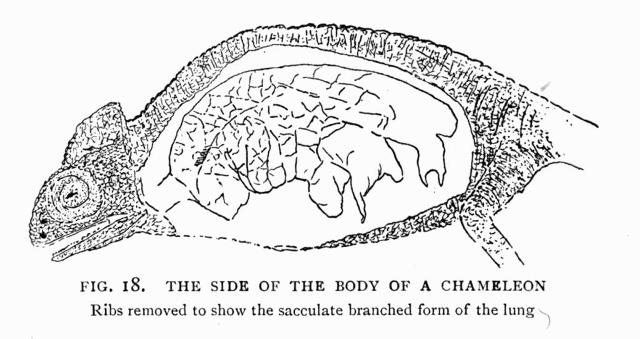 FIG. 18. THE SIDE OF THE BODY OF A CHAMELEON
Ribs removed to show the sacculate branched form of the lung